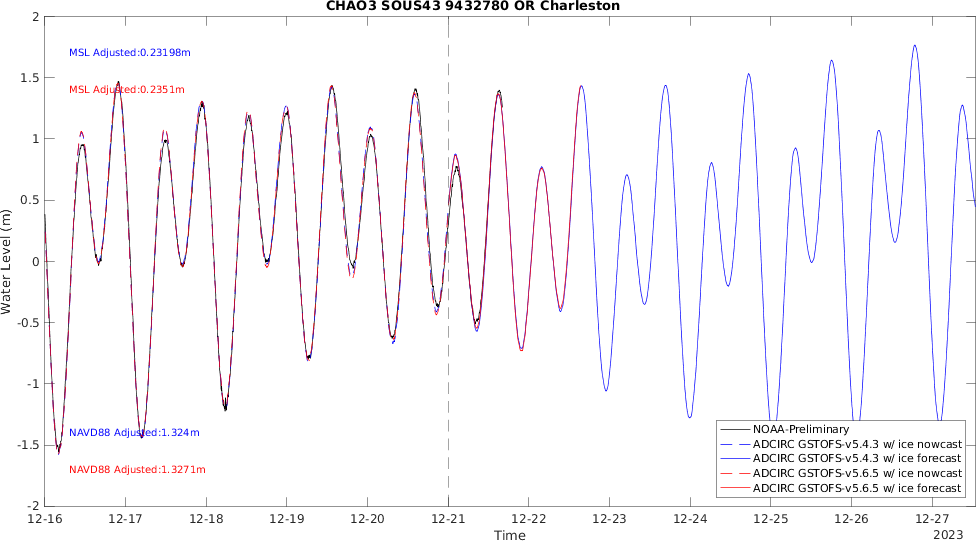 CHAO3 SOUS43 9432780 OR Charleston
2
1.5
1
0.5
0
-0.5
-1
-1.5
-2
Water Level (m)
MSL Adjusted:0.23198m
MSL Adjusted:0.2351m
NAVD88 Adjusted:1.324m
NAVD88 Adjusted:1.3271m
NOAA-Preliminary
ADCIRC GSTOFS-v5.4.3 w/ ice nowcast
ADCIRC GSTOFS-v5.4.3 w/ ice forecast
ADCIRC GSTOFS-v5.6.5 w/ ice nowcast
ADCIRC GSTOFS-v5.6.5 w/ ice forecast
12-16 12-17 12-18 12-19 12-20 12-21 12-22 12-23 12-24 12-25 12-26 12-27
Time
2023